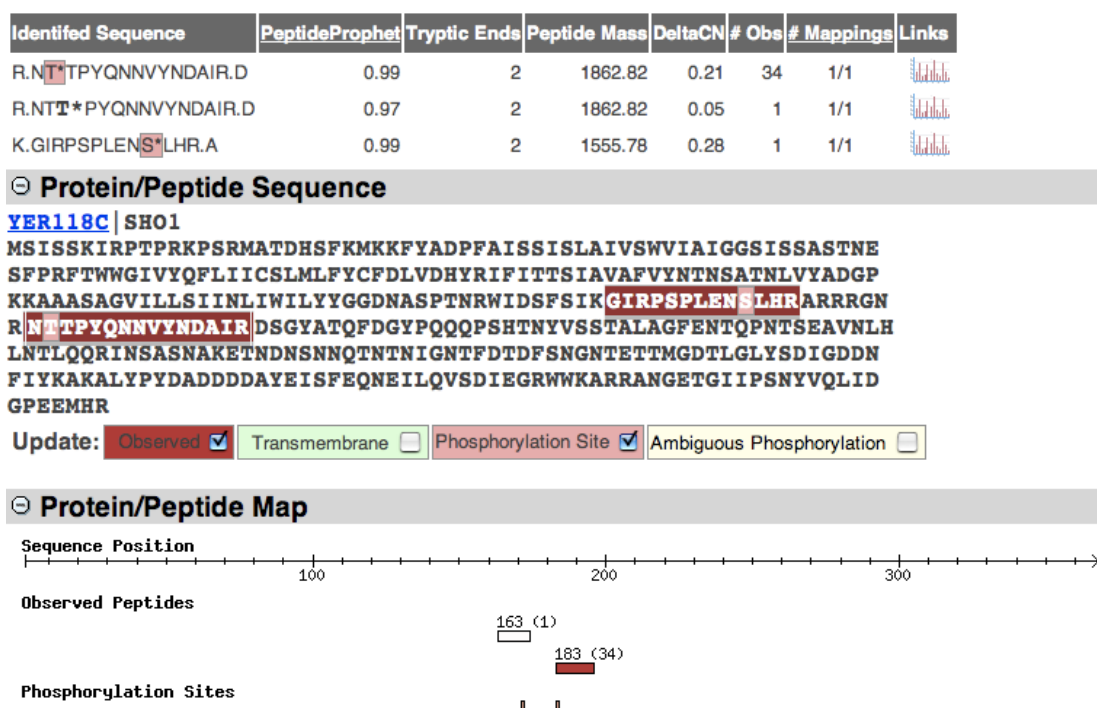 Identifed Sequence PeptideProphet Tryptic Ends Peptide Mass DeltaCN # Obs # Mappings Links
R.NT*TPYQNNVYNDAIR.D 0.99 2 1862.82 0.21 34 1/1
R.NTT*PYQNNVYNDAIR.D 0.97 2 1862.82 0.05 1 1/1
K.GIRPSPLENS*LHR.A 0.99 2 1555.78 0.28 1 1/1
Protein/Peptide Sequence
YER118C|SHO1
MSISSKIRPTPRKPSRMATDHSFKMKKFYADPFAISSISLAIVSWVIAIGGSISSASTNE
SFPRFTWWGIVYQFLIICSLMLFYCFDLVDHYRIFITTSIAVAFVYNTNSATNLVYADGP
KKAAASAGVILLSIINLIWILYYGGDNASPTNRWIDSFSIKGIRPSPLENSLHRARRRGN
RNTTPYQNNVYNDAIRDSGYATQFDGYPQQQPSHTNYVSSTALAGFENTQPNTSEAVNLH
LNTLQQRINSASNAKETNDNSNNQTNTNIGNTFDTDFSNGNTETTMGDTLGLYSDIGDDN
FIYKAKALYPYDADDDDAYEISFEQNEILQVSDIEGRWWKARRANGETGIIPSNYVQLID
GPEEMHR
Update: Observed Transmembrane Phosphorylation Site Ambiguous Phosphorylation
Protein/Peptide Map
Sequence Position
100 200 300
Observed Peptides
163 (1)
183 (34)
Phosphorylation Sites